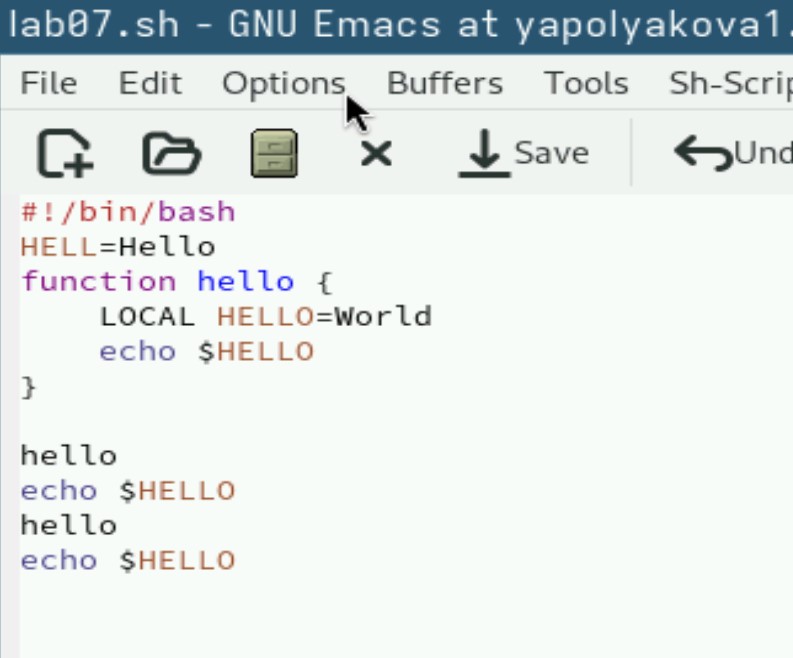 lab07.sh - GNU Emacs at yapolyakova1.
File Edit Options Buffers Tools Sh-Scrip
Save Und
#!/bin/bash
HELL=Hello
function hello {
    LOCAL HELLO=World
    echo $HELLO
}
hello
echo $HELLO
hello
echo $HELLO